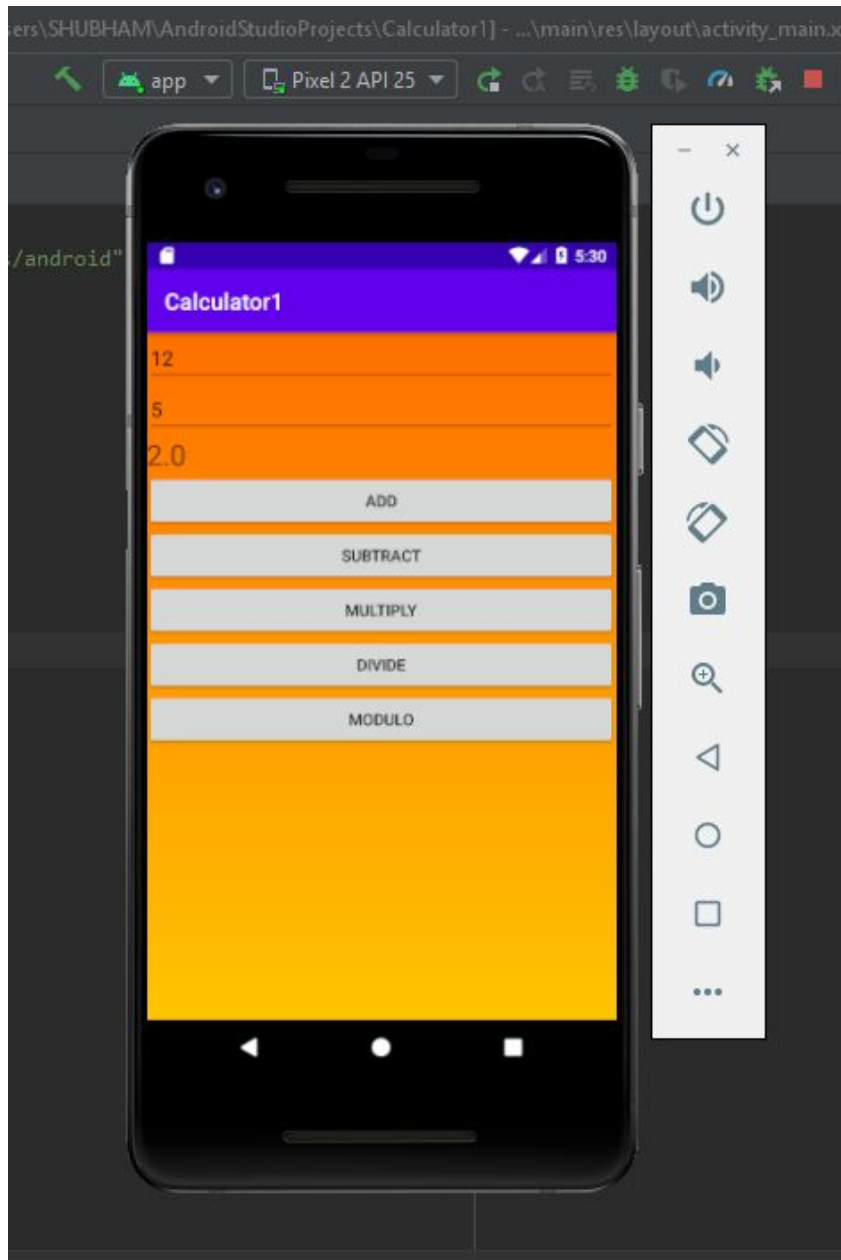 sers\SHUBHAM\AndroidStudioProjects\Calculator1] - ...\main\res\layout\activity_main.x
app Pixel 2 API 25
s/android"
5:30
Calculator1
12
5
2.0
ADD
SUBTRACT
MULTIPLY
DIVIDE
MODULO